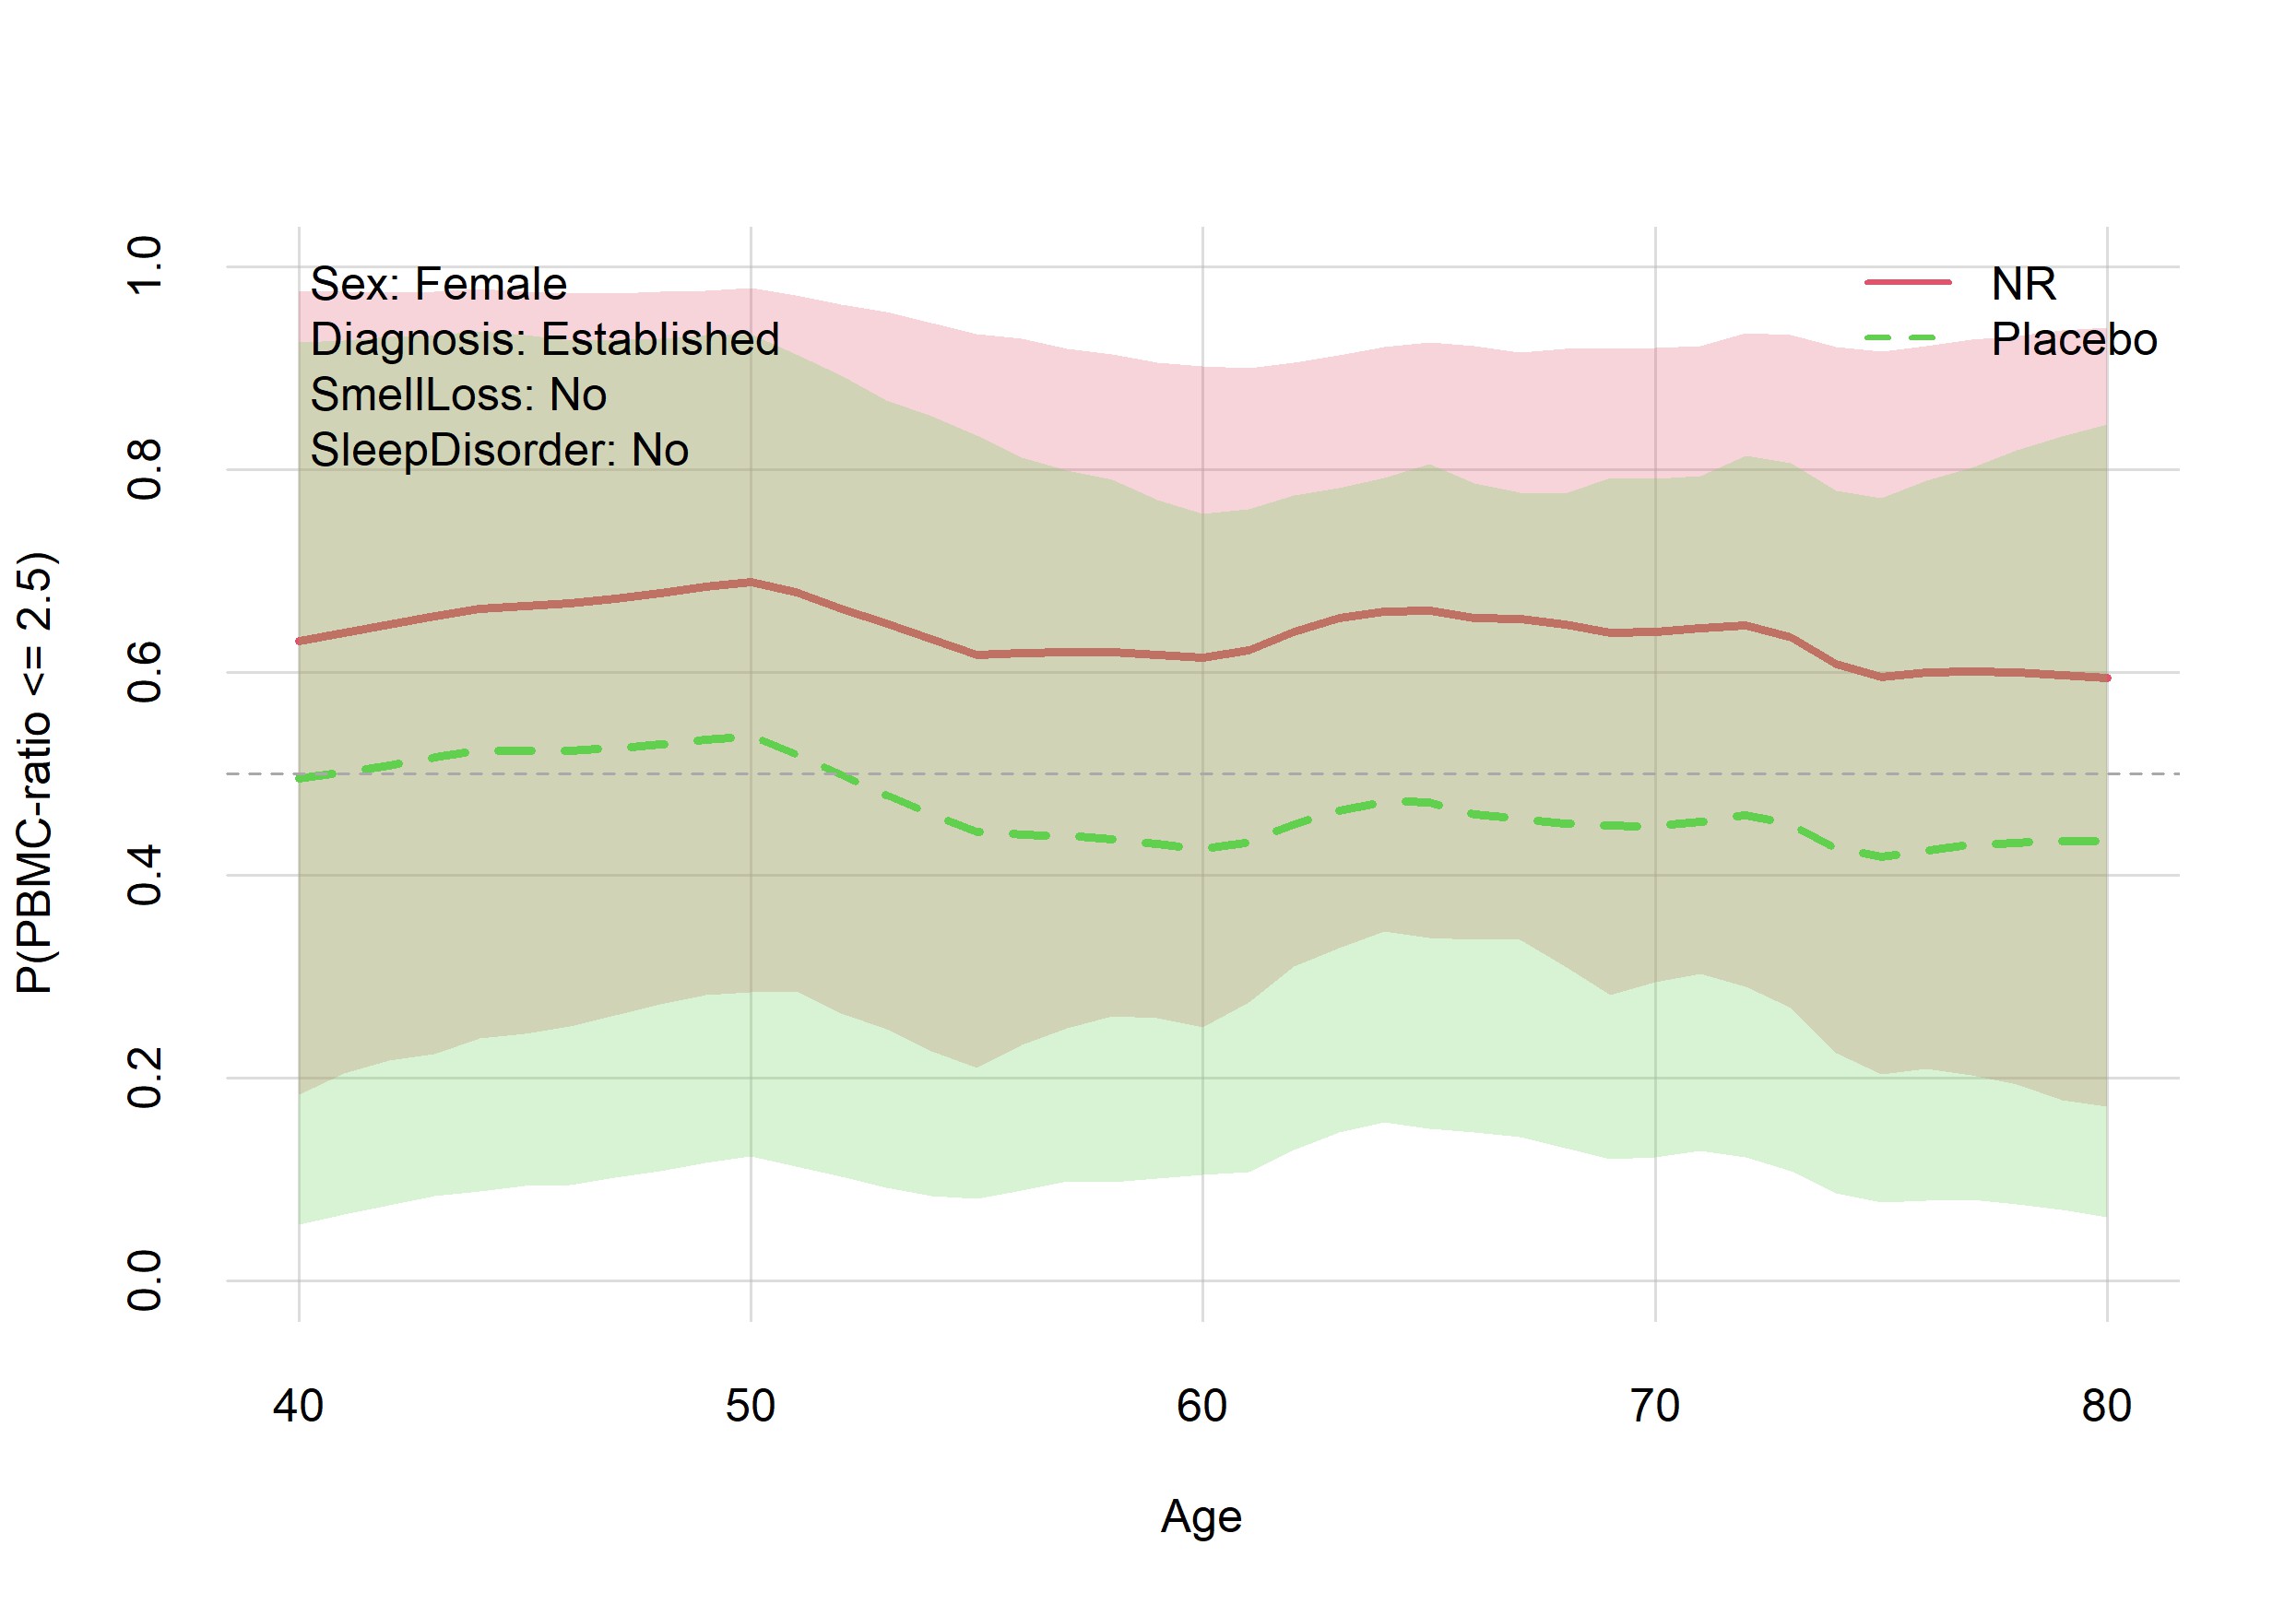 Sex: Female
Diagnosis: Established
SmellLoss: No
SleepDisorder: No
NR
Placebo
P(PBMC-ratio <= 2.5)
1.0
0.8
0.6
0.4
0.2
0.0
40 50 60 70 80
Age